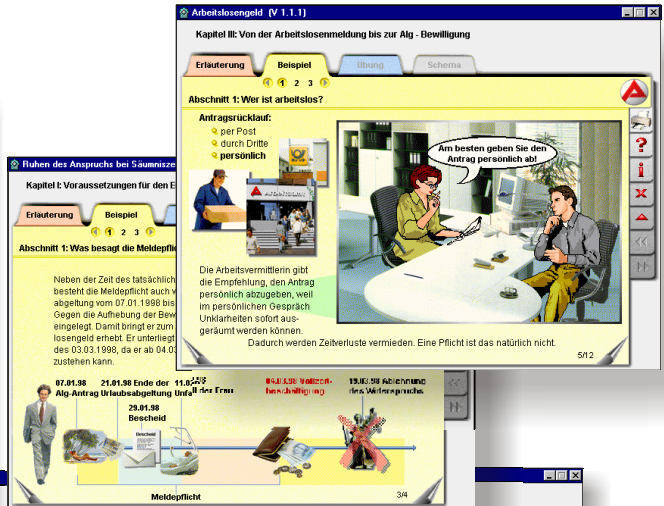 Arbeitslosengeld (V 1.1.1)
Kapitel III: Von der Arbeitslosenmeldung bis zur Alg - Bewilligung
Erläuterung
Beispiel
Übung
Schema
1 2 3
Abschnitt 1: Wer ist arbeitslos?
Antragsrücklauf:
per Post
durch Dritte
persönlich
Am besten geben Sie den
Antrag persönlich ab!
Die Arbeitsvermittlerin gibt
die Empfehlung, den Antrag
persönlich abzugeben, weil
im persönlichen Gespräch
Unklarheiten sofort aus-
geräumt werden können.
Dadurch werden Zeitverluste vermieden. Eine Pflicht ist das natürlich nicht.
5/12
Ruhen des Anspruchs bei Säumnisze
Kapitel I: Voraussetzungen für den E
Erläuterung
Beispiel
1 2 3
Abschnitt 1: Was besagt die Meldepfli
Neben der Zeit des tatsächlich
besteht die Meldepflicht auch w
abgeltung vom 07.01.1998 bis
Gegen die Aufhebung der Bew
eingelegt. Damit bringt er zum
losengeld erhebt. Er unterliegt
des 03.03.1998, da er ab 04.03
zustehen kann.
07.01.98
Alg-Antrag
21.01.98 Ende der
Urlaubsabgeltung
29.01.98
Bescheid
Bescheid
04.03.98 Vollzeit-
beschäftigung
19.03.98 Ablehnung
des Widerspruchs
Meldepflicht
3/4